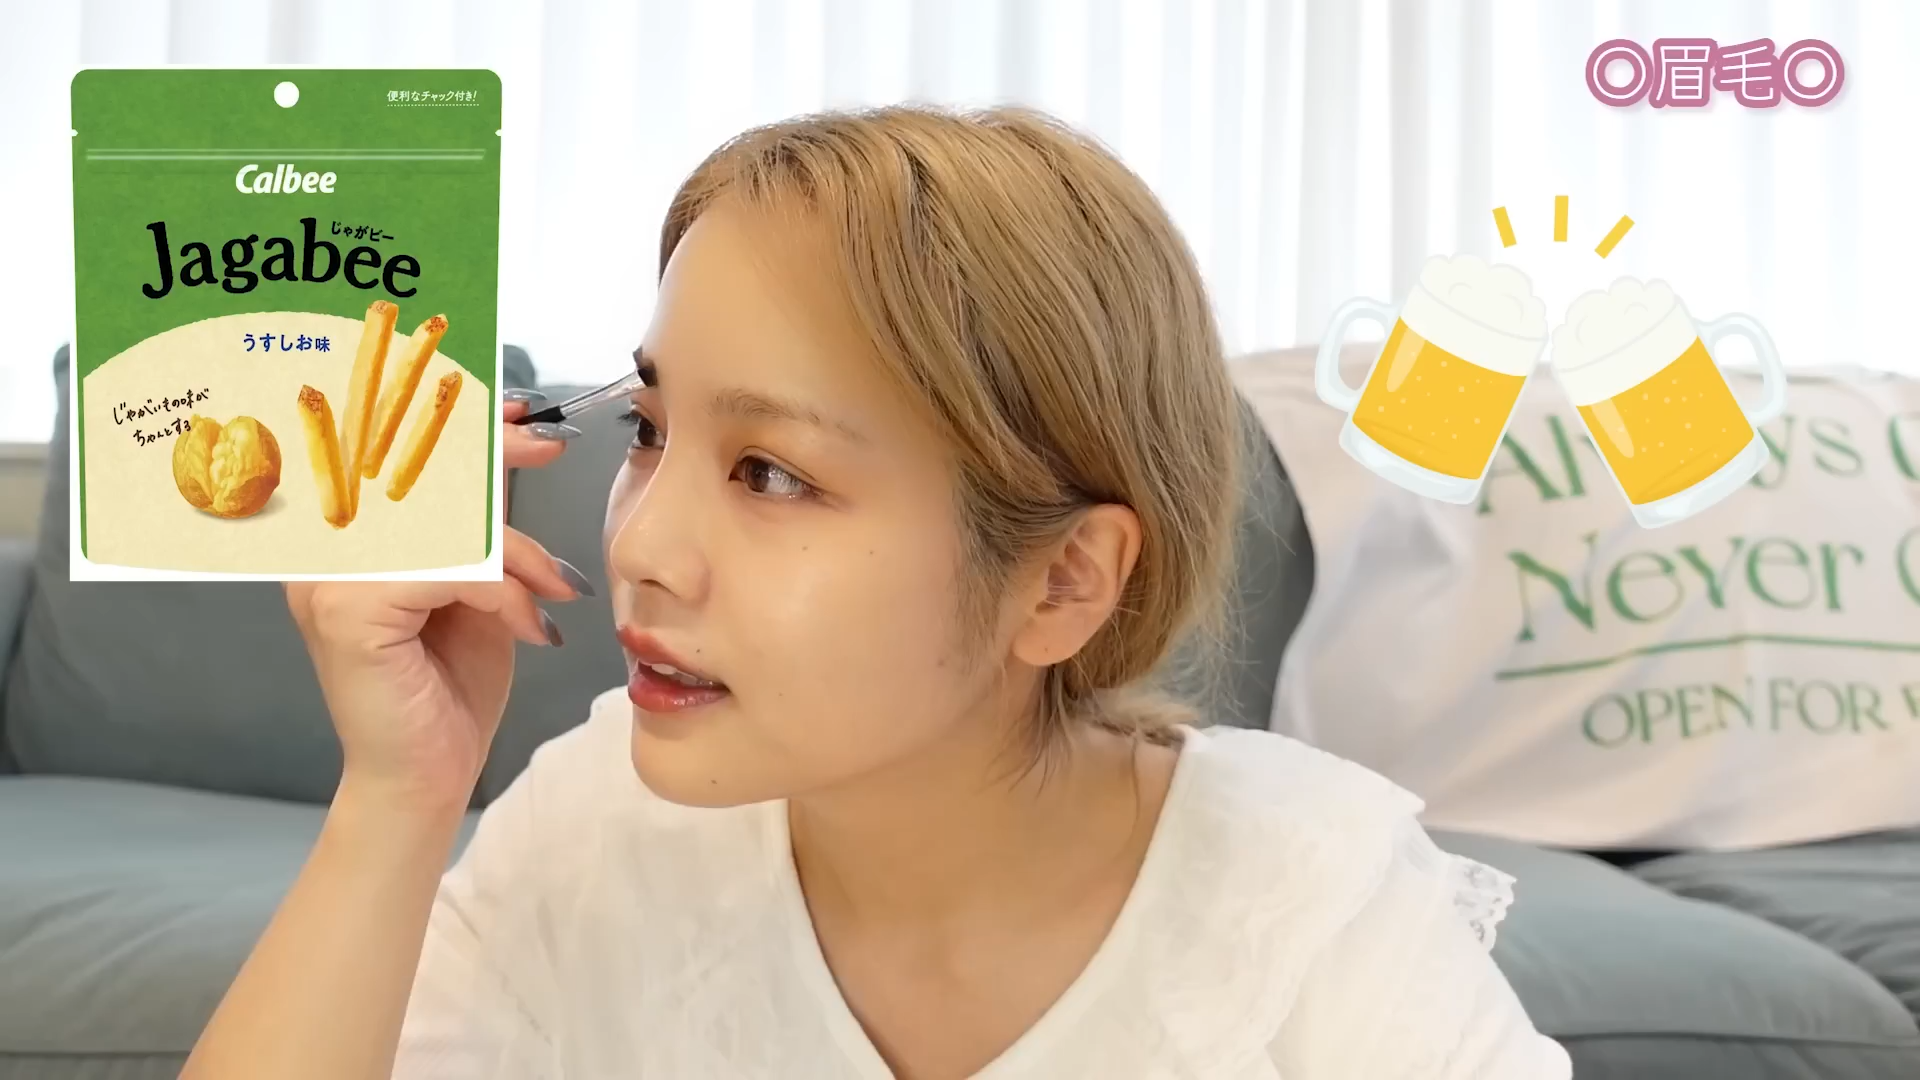 〇眉毛〇
便利なチャック付き!
Calbee
じゃがビー
Jagabee
うすしお味
じゃがいもの味が
ちゃんとする
Never
OPEN FOR